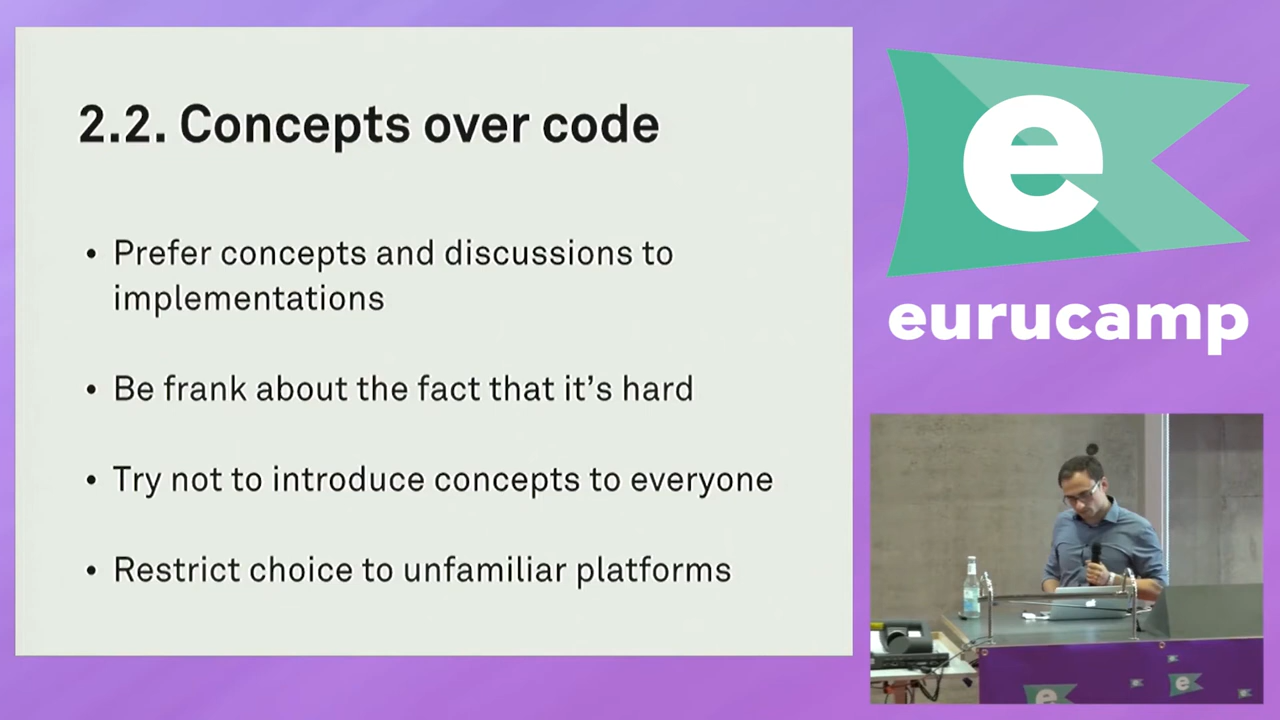 2.2. Concepts over code
• Prefer concepts and discussions to
implementations
• Be frank about the fact that it's hard
• Try not to introduce concepts to everyone
• Restrict choice to unfamiliar platforms
e
eurucamp
e
e